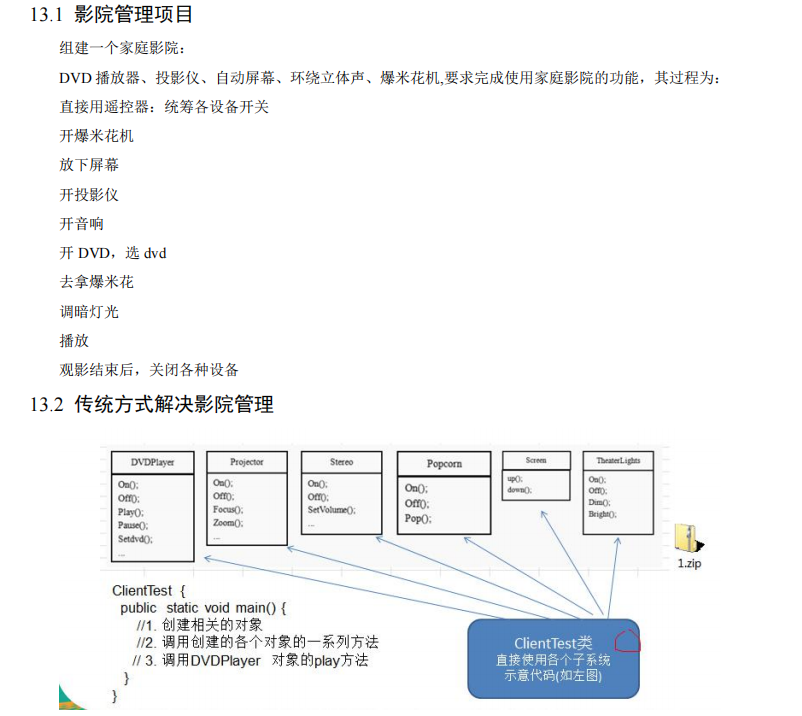 13.1 影院管理项目
组建一个家庭影院：
DVD 播放器、投影仪、自动屏幕、环绕立体声、爆米花机,要求完成使用家庭影院的功能，其过程为：
直接用遥控器：统筹各设备开关
开爆米花机
放下屏幕
开投影仪
开音响
开 DVD，选 dvd
去拿爆米花
调暗灯光
播放
观影结束后，关闭各种设备
13.2 传统方式解决影院管理
DVDPlayer
On();
Off();
Play();
Pause();
Setdvd();
...
Projector
On();
Off();
Focus();
Zoom();
...
Stereo
On();
Off();
SetVolume();
...
Popcorn
On();
Off();
Pop();
Screen
up();
down();
TheaterLights
On();
Off();
Dim();
Bright();
1.zip
ClientTest {
public static void main() {
//1. 创建相关的对象
//2. 调用创建的各个对象的一系列方法
// 3. 调用DVDPlayer 对象的play方法
}
}
ClientTest类
直接使用各个子系统
示意代码(如左图)